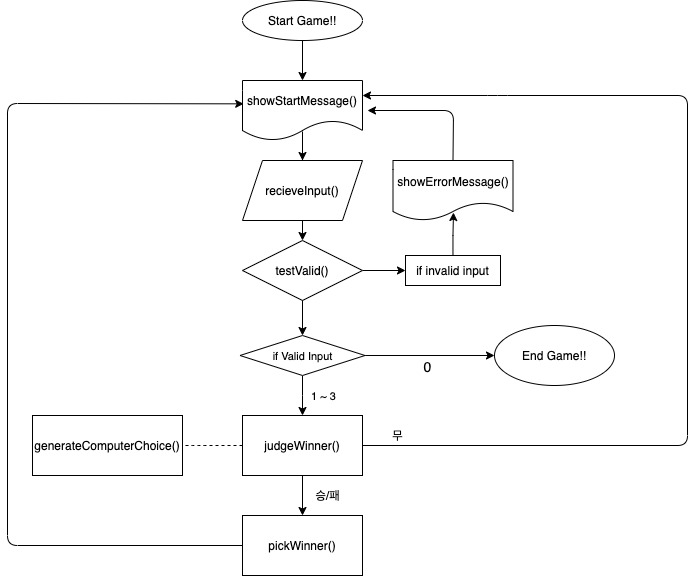 Start Game!!
showStartMessage()
recieveInput()
showErrorMessage()
testValid()
if invalid input
if Valid Input
0
End Game!!
1 ~ 3
generateComputerChoice()
judgeWinner()
무
승/패
pickWinner()